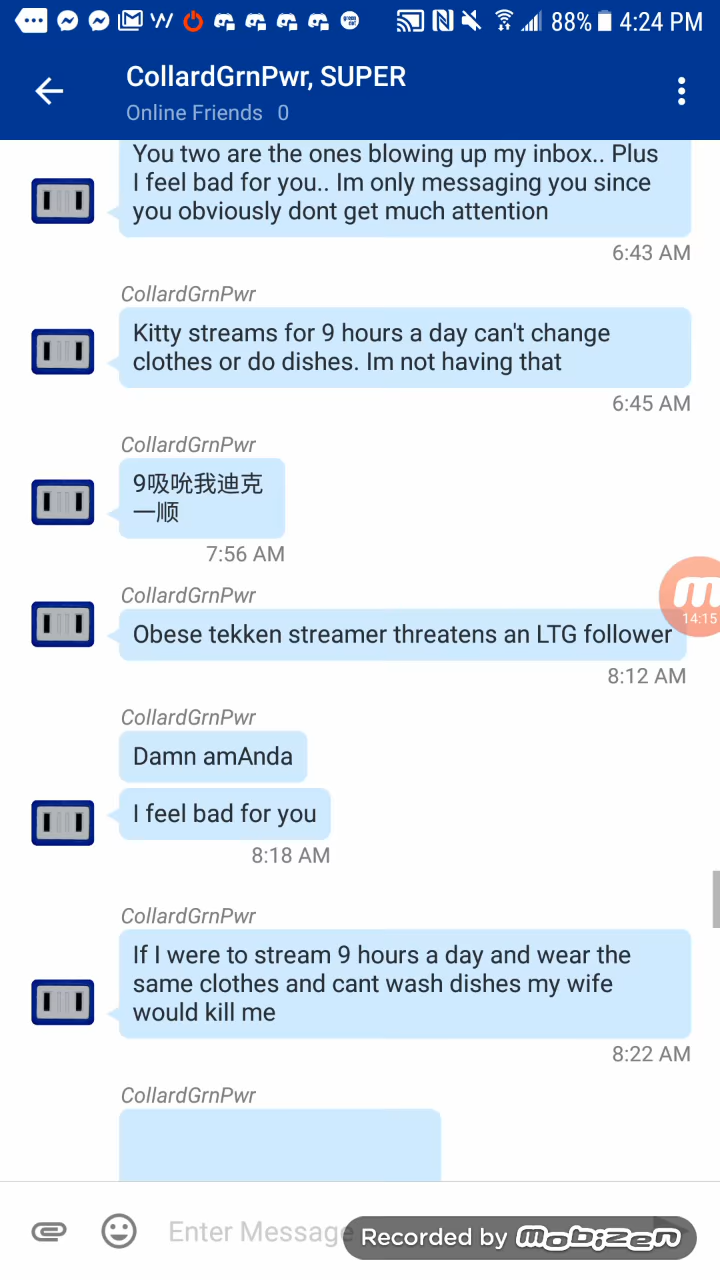 88% 4:24 PM
CollardGrnPwr, SUPER
Online Friends 0
You two are the ones blowing up my inbox.. Plus
I feel bad for you.. Im only messaging you since
you obviously dont get much attention
6:43 AM
CollardGrnPwr
Kitty streams for 9 hours a day can't change
clothes or do dishes. Im not having that
6:45 AM
CollardGrnPwr
9吸吮我迪克
一顺
7:56 AM
CollardGrnPwr
14:15
Obese tekken streamer threatens an LTG follower
8:12 AM
CollardGrnPwr
Damn amAnda
I feel bad for you
8:18 AM
CollardGrnPwr
If I were to stream 9 hours a day and wear the
same clothes and cant wash dishes my wife
would kill me
8:22 AM
CollardGrnPwr
Enter Message
Recorded by mobizen